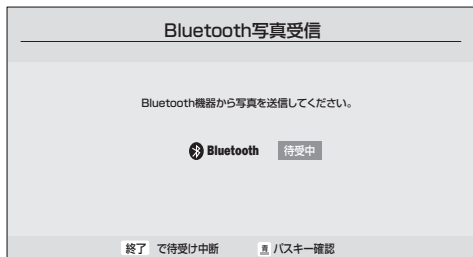 Bluetooth写真受信
Bluetooth機器から写真を送信してください。
Bluetooth 待受中
終了 で待受け中断 青 パスキー確認